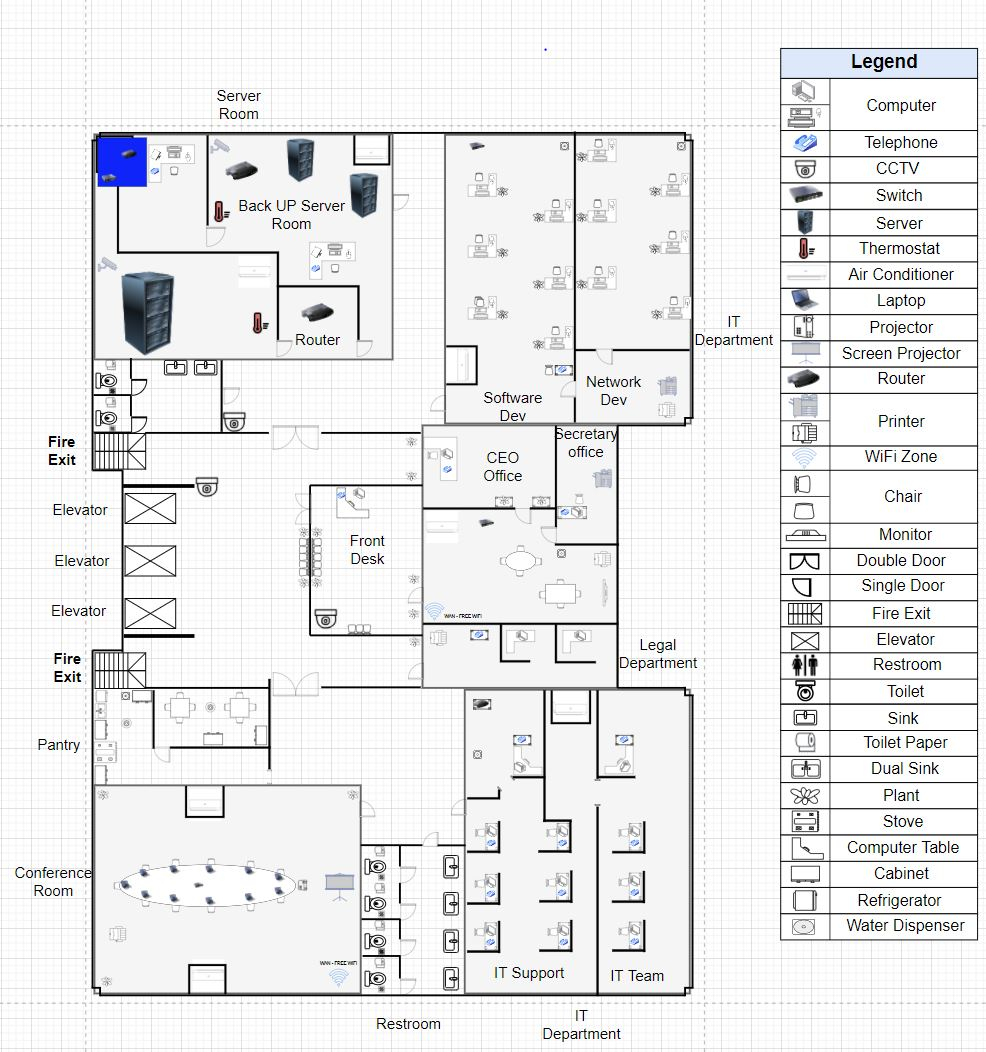 Server
Room
Back UP Server
Room
Router
IT
Department
Software
Dev
Network
Dev
Fire
Exit
Secretary
office
CEO
Office
Elevator
Elevator
Elevator
Front
Desk
WAN - FREE WIFI
Fire
Exit
Legal
Department
Pantry
Conference
Room
WAN - FREE WIFI
IT Support
IT Team
Restroom
IT
Department
Legend
Computer
Telephone
CCTV
Switch
Server
Thermostat
Air Conditioner
Laptop
Projector
Screen Projector
Router
Printer
WiFi Zone
Chair
Monitor
Double Door
Single Door
Fire Exit
Elevator
Restroom
Toilet
Sink
Toilet Paper
Dual Sink
Plant
Stove
Computer Table
Cabinet
Refrigerator
Water Dispenser